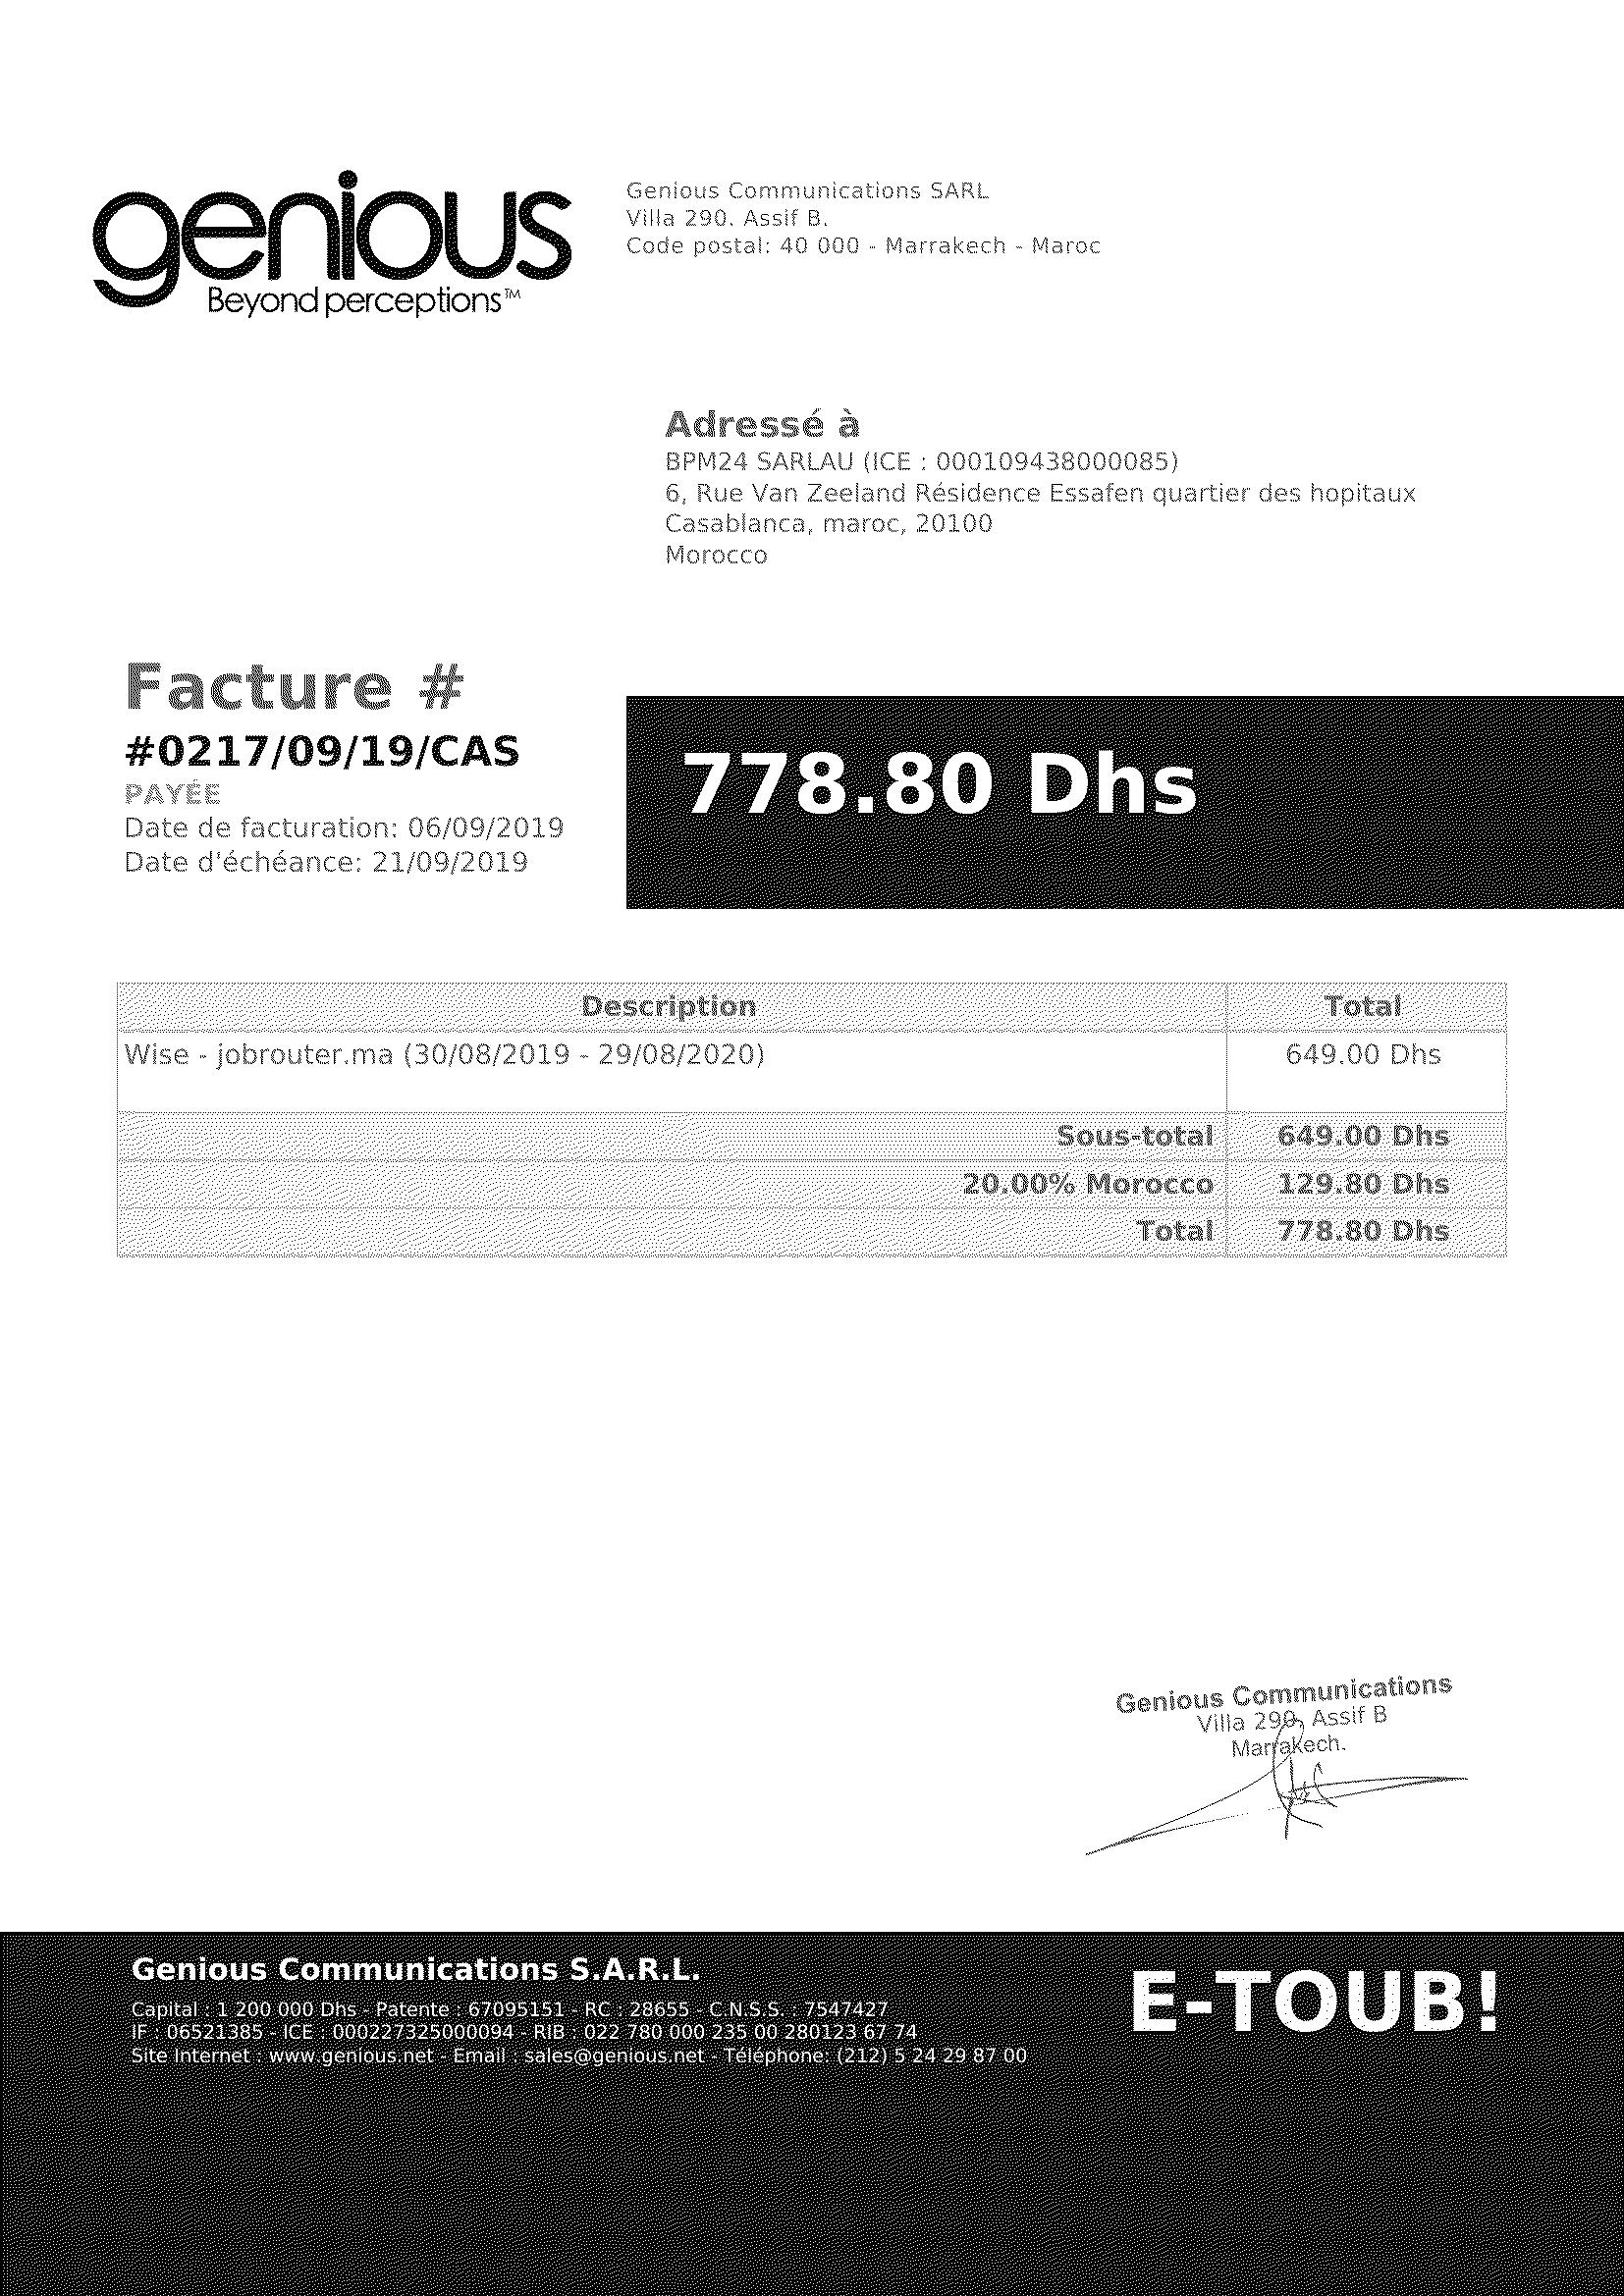 genious
Beyond perceptions™
Genious Communications SARL
Villa 290. Assif B.
Code postal: 40 000 - Marrakech - Maroc
Adressé à
BPM24 SARLAU (ICE : 000109438000085)
6, Rue Van Zeeland Résidence Essafen quartier des hopitaux
Casablanca, maroc, 20100
Morocco
Facture #
#0217/09/19/CAS
PAYÉE
Date de facturation: 06/09/2019
Date d'échéance: 21/09/2019
778.80 Dhs
Description Total
Wise - jobrouter.ma (30/08/2019 - 29/08/2020) 649.00 Dhs
Sous-total 649.00 Dhs
20.00% Morocco 129.80 Dhs
Total 778.80 Dhs
Genious Communications
Villa 290, Assif B
Marrakech.
Genious Communications S.A.R.L.
Capital : 1 200 000 Dhs - Patente : 67095151 - RC : 28655 - C.N.S.S. : 7547427
IF : 06521385 - ICE : 000227325000094 - RIB : 022 780 000 235 00 280123 67 74
Site Internet : www.genious.net - Email : sales@genious.net - Téléphone: (212) 5 24 29 87 00
E-TOUB!